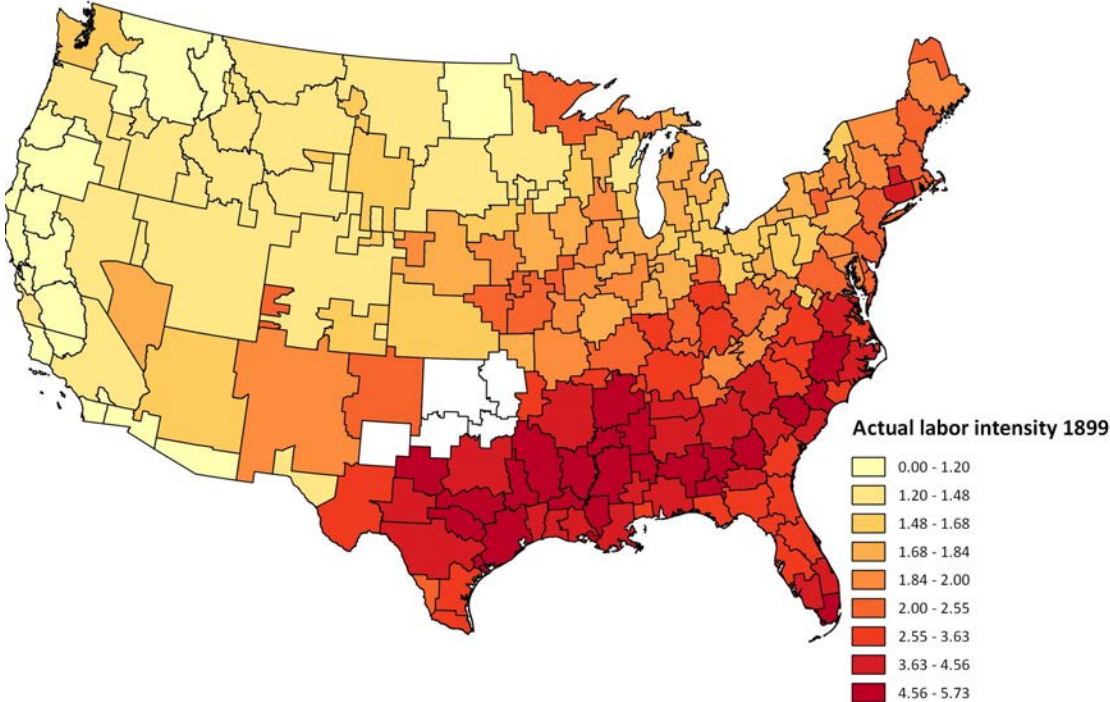 Actual labor intensity 1899
0.00 - 1.20
1.20 - 1.48
1.48 - 1.68
1.68 - 1.84
1.84 - 2.00
2.00 - 2.55
2.55 - 3.63
3.63 - 4.56
4.56 - 5.73